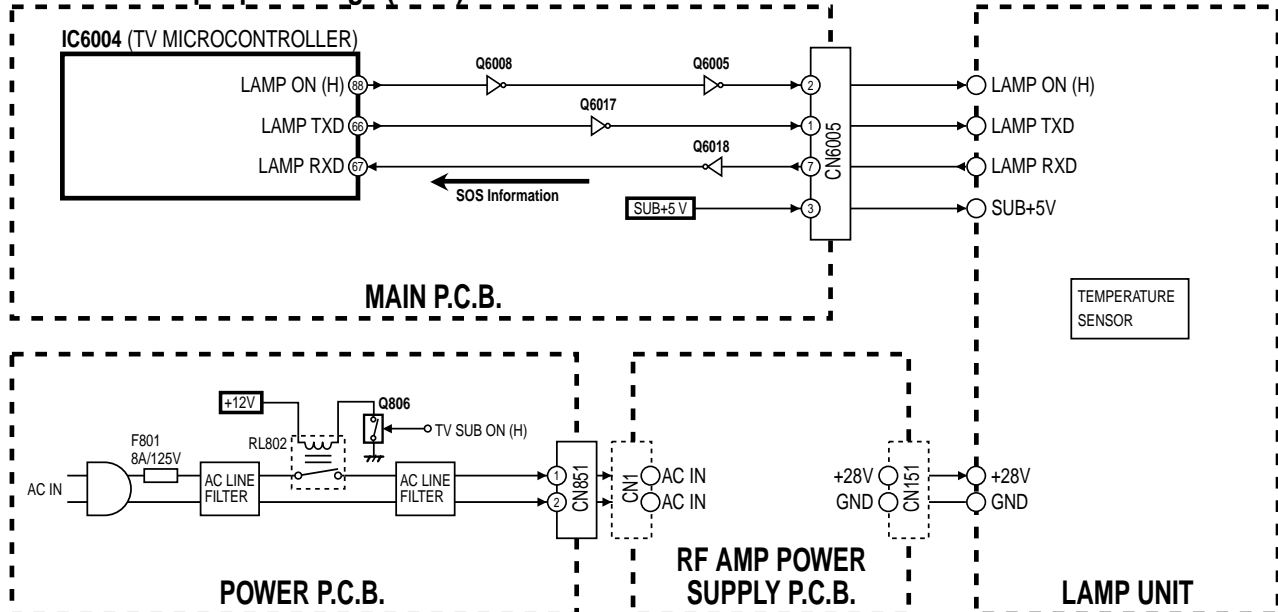 IC6004 (TV MICROCONTROLLER)
LAMP ON (H) 88
Q6008
Q6005
2
LAMP ON (H)
LAMP TXD 66
Q6017
1
LAMP TXD
LAMP RXD 67
Q6018
7
LAMP RXD
CN6005
SOS Information
SUB+5 V
3
SUB+5V
MAIN P.C.B.
TEMPERATURE
SENSOR
+12V
Q806
TV SUB ON (H)
F801
8A/125V
RL802
AC IN
AC LINE
FILTER
AC LINE
FILTER
1
2
CN851
CN1
AC IN
AC IN
+28V
GND
CN151
+28V
GND
POWER P.C.B.
RF AMP POWER
SUPPLY P.C.B.
LAMP UNIT